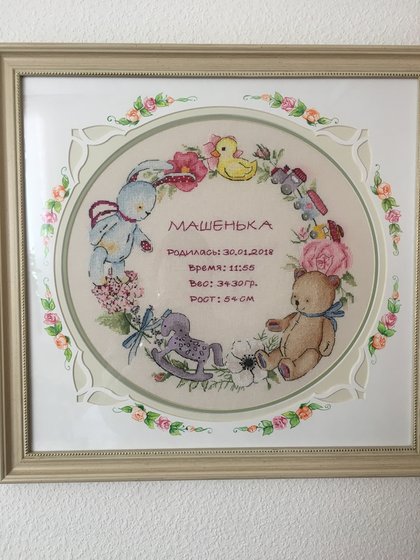 Машенька
Родилась: 30.01.2018
Время: 11:55
Вес: 3430гр.
Рост: 54 см